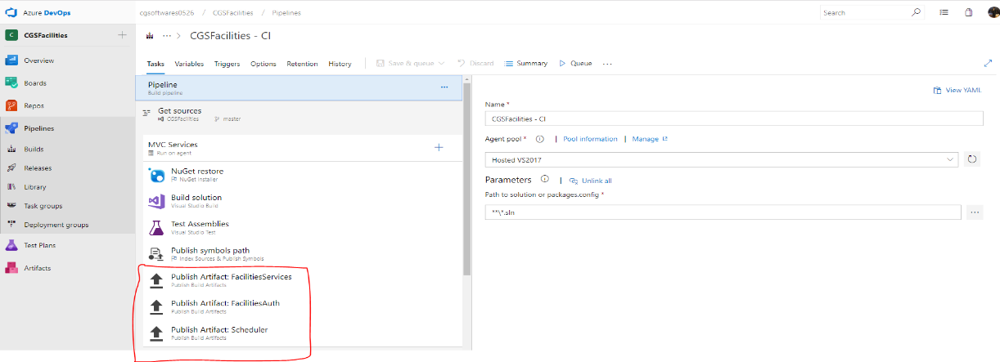 Azure DevOps
cgsoftwares0526 / CGSFacilities / Pipelines
Search
C CGSFacilities
Overview
Boards
Repos
Pipelines
Builds
Releases
Library
Task groups
Deployment groups
Test Plans
Artifacts
... > CGSFacilities - CI
Tasks Variables Triggers Options Retention History | Save & queue Discard Summary Queue ...
Pipeline ...
Build pipeline
Get sources
CGSFacilities master
MVC Services
Run on agent
NuGet restore
NuGet Installer
Build solution
Visual Studio Build
Test Assemblies
Visual Studio Test
Publish symbols path
Index Sources & Publish Symbols
Publish Artifact: FacilitiesServices
Publish Build Artifacts
Publish Artifact: FacilitiesAuth
Publish Build Artifacts
Publish Artifact: Scheduler
Publish Build Artifacts
View YAML
Name *
CGSFacilities - CI
Agent pool * | Pool information | Manage
Hosted VS2017
Parameters | Unlink all
Path to solution or packages.config *
**\*.sln ...